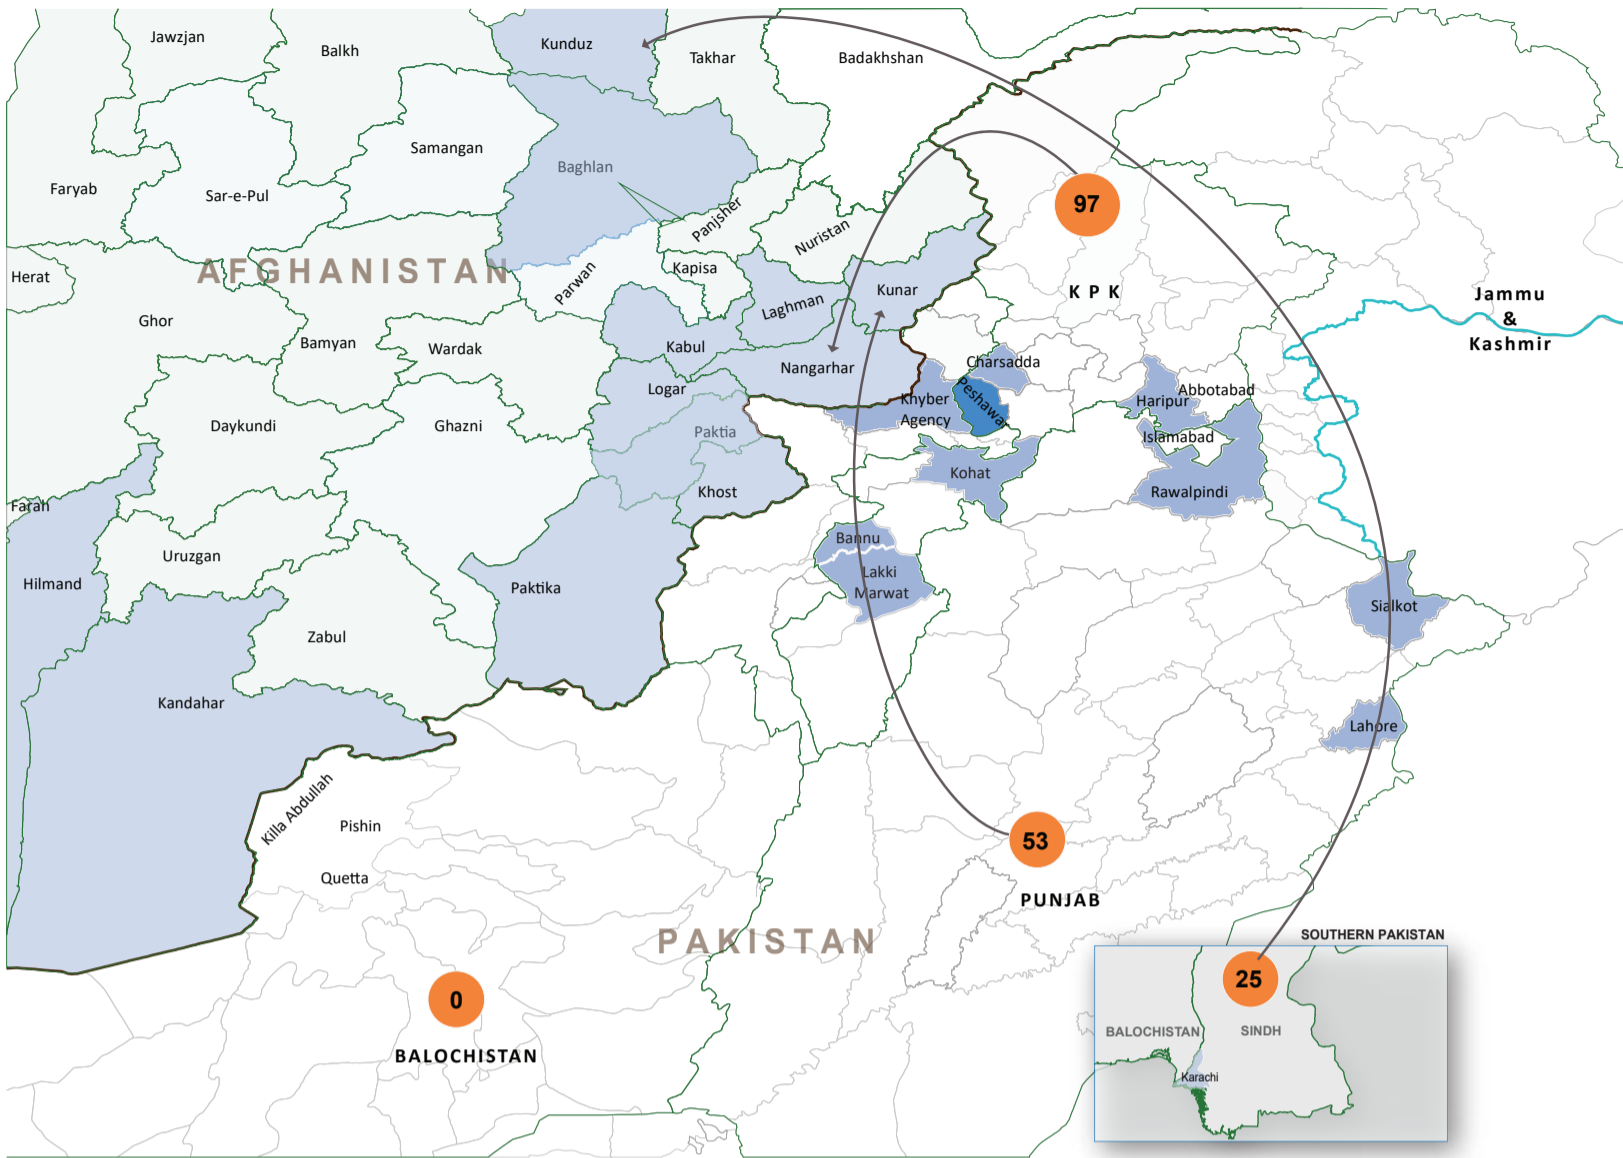 Jawzjan
Balkh
Kunduz
Takhar
Badakhshan
Faryab
Sar-e-Pul
Samangan
Baghlan
Panjsher
Nuristan
97
Herat
AFGHANISTAN
Parwan
Kapisa
Laghman
Kunar
K P K
Jammu
&
Kashmir
Ghor
Bamyan
Wardak
Kabul
Nangarhar
Logar
Charsadda
Khyber
Agency
Peshawa
Haripur
Abbotabad
Islamabad
Daykundi
Ghazni
Paktia
Khost
Kohat
Rawalpindi
Farah
Uruzgan
Hilmand
Paktika
Bannu
Lakki
Marwat
Sialkot
Zabul
Kandahar
Lahore
Killa Abdullah
Pishin
Quetta
53
PUNJAB
PAKISTAN
SOUTHERN PAKISTAN
0
BALOCHISTAN
25
BALOCHISTAN
SINDH
Karachi